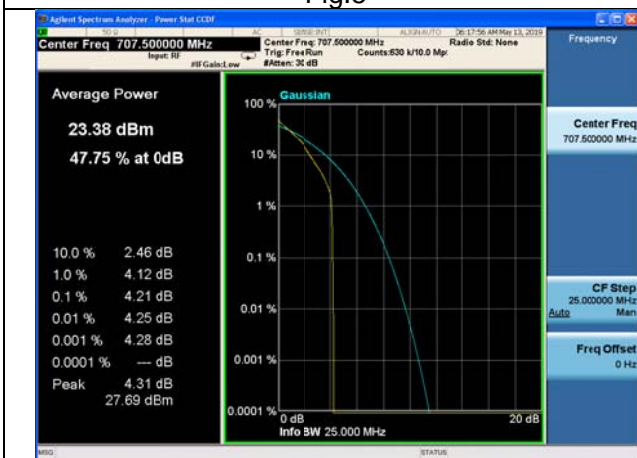 Agilent Spectrum Analyzer - Power Stat CCDF
50 Ω AC SENSE:INT ALIGN AUTO 06:17:56 AM May 13, 2019
Center Freq 707.500000 MHz
Input: RF
#IFGain:Low
Center Freq: 707.500000 MHz
Trig: Free Run Counts:630 k/10.0 Mpt
#Atten: 30 dB
Radio Std: None
Frequency
Average Power
23.38 dBm
47.75 % at 0dB
10.0 % 2.46 dB
1.0 % 4.12 dB
0.1 % 4.21 dB
0.01 % 4.25 dB
0.001 % 4.28 dB
0.0001 % --- dB
Peak 4.31 dB
27.69 dBm
Gaussian
100 %
10 %
1 %
0.1 %
0.01 %
0.001 %
0.0001 %
0 dB 20 dB
Info BW 25.000 MHz
Center Freq
707.500000 MHz
CF Step
25.000000 MHz
Auto Man
Freq Offset
0 Hz
MSG STATUS